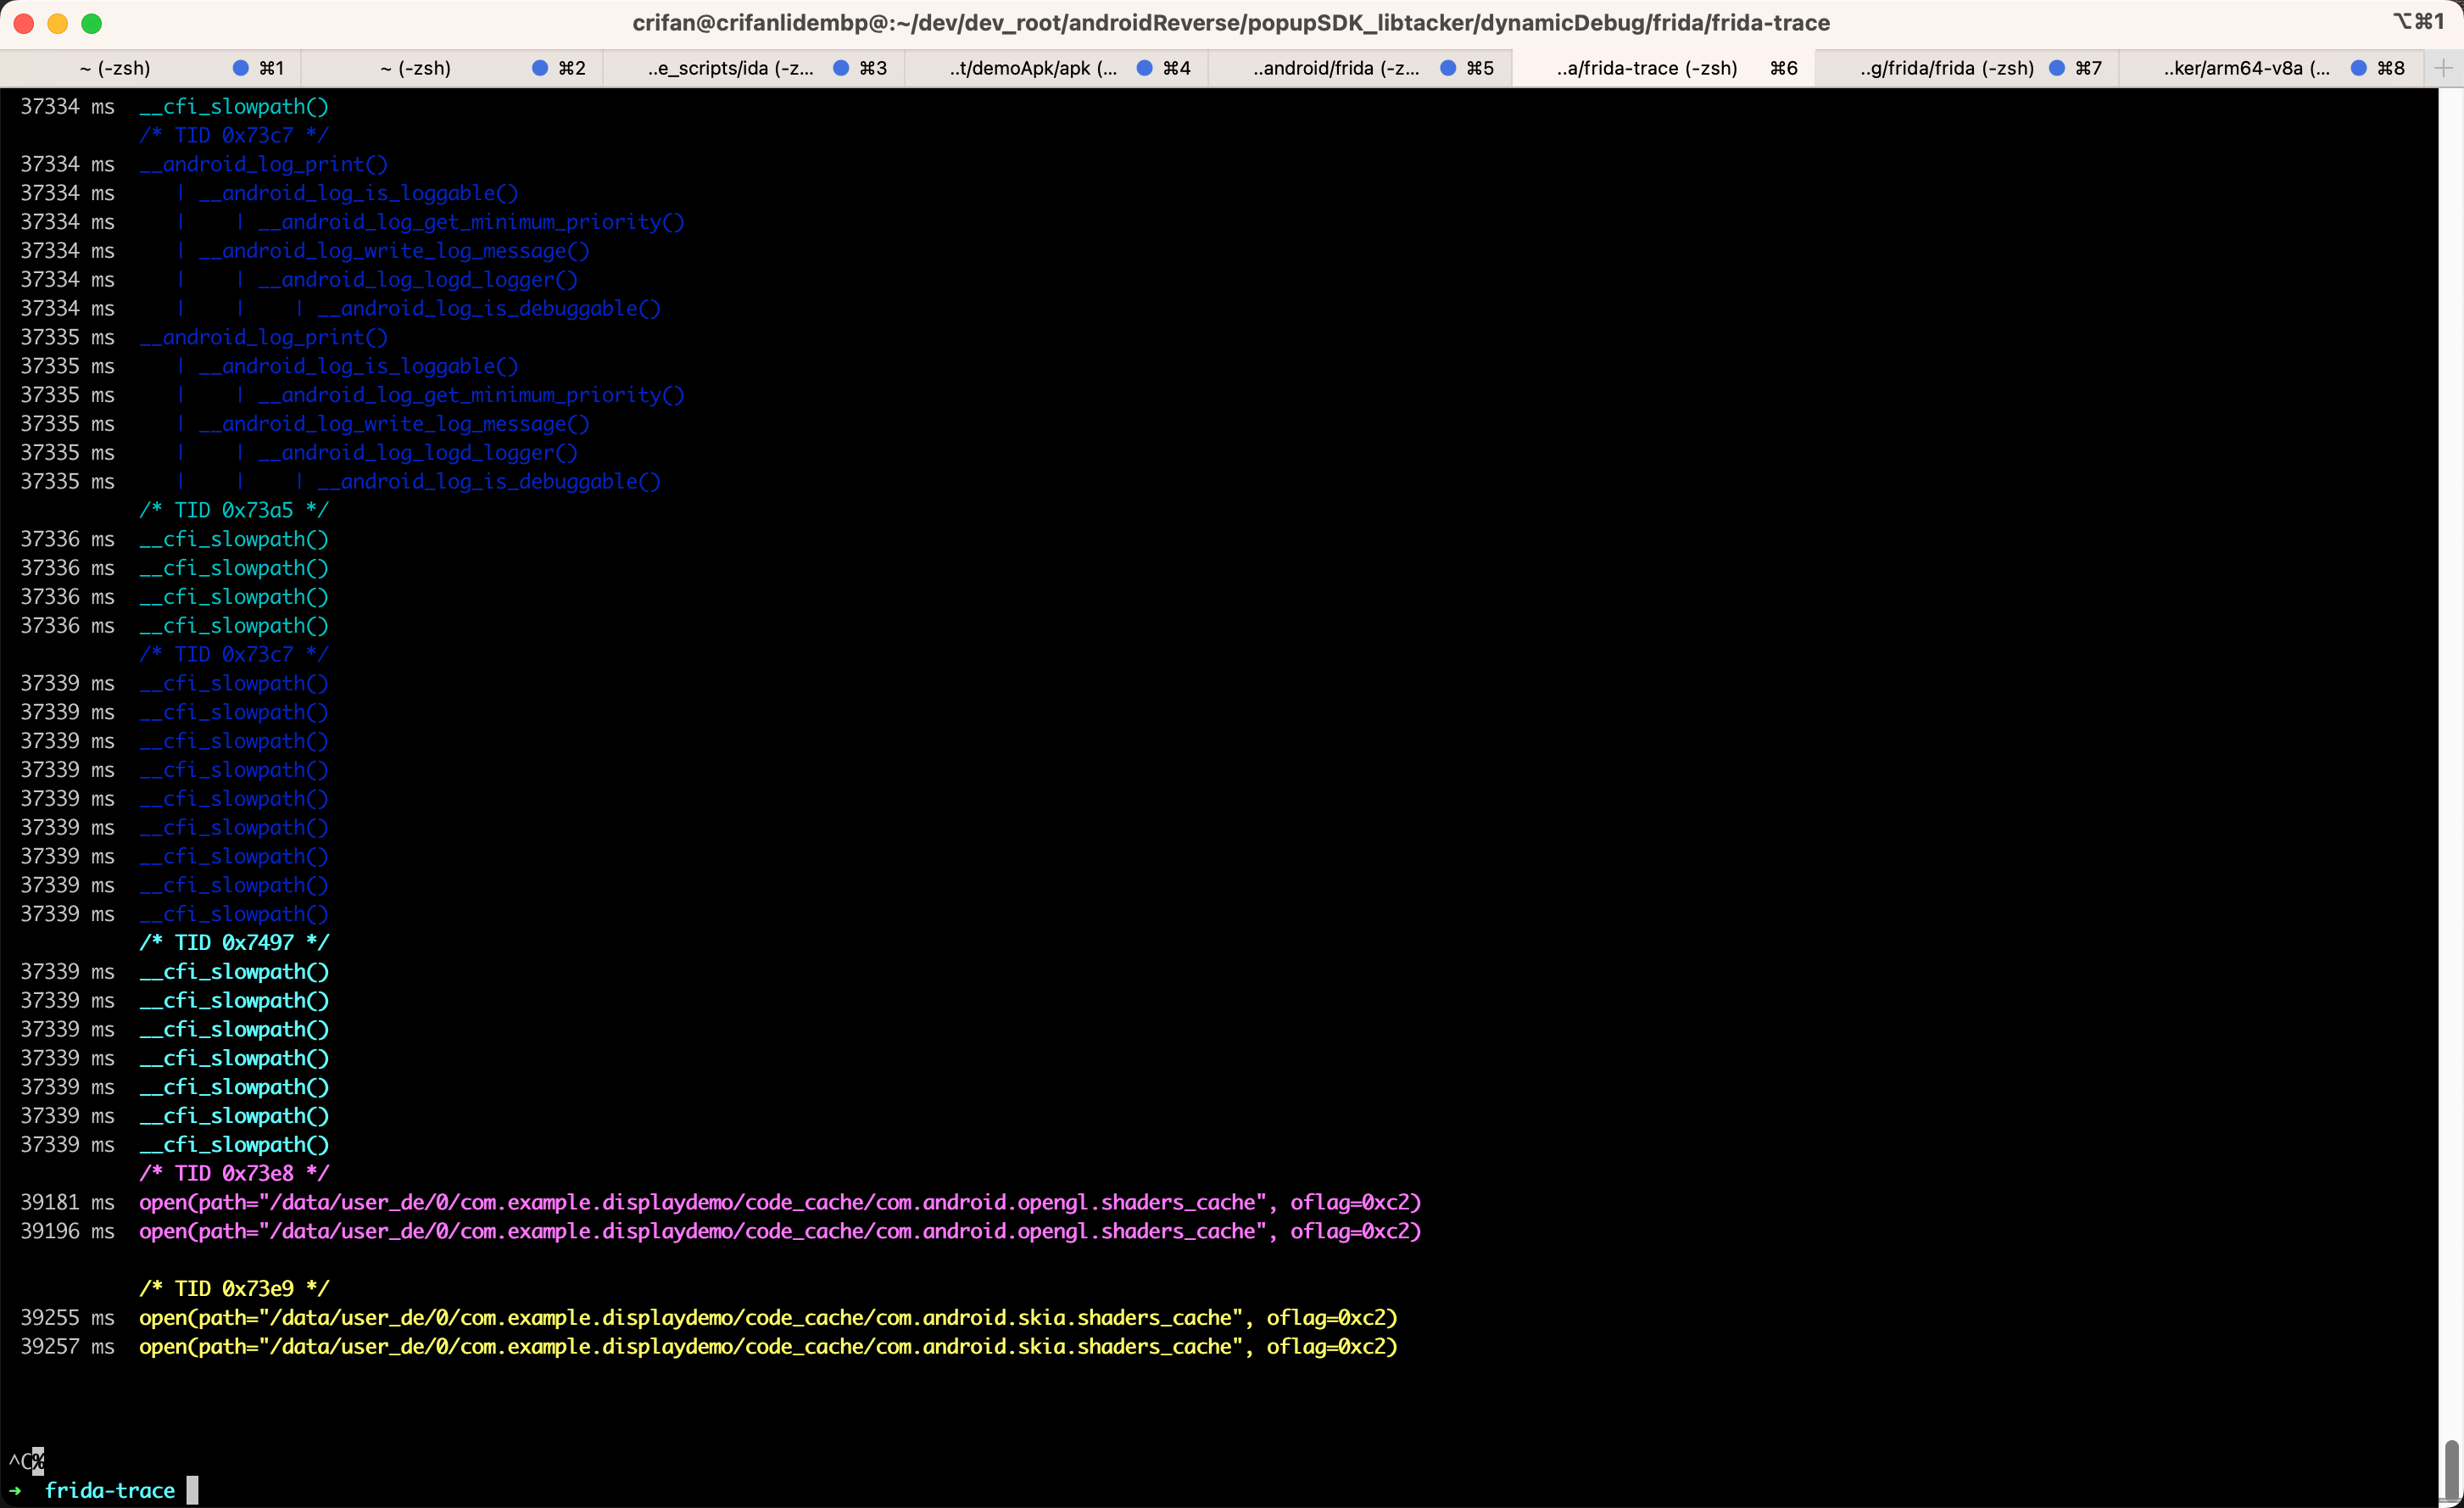 crifan@crifanlidembp@:~/dev/dev_root/androidReverse/popupSDK_libtacker/dynamicDebug/frida/frida-trace ⌥⌘1
~ (-zsh) ⌘1 ~ (-zsh) ⌘2 ..e_scripts/ida (-z... ⌘3 ..t/demoApk/apk (... ⌘4 ..android/frida (-z... ⌘5 ..a/frida-trace (-zsh) ⌘6 ..g/frida/frida (-zsh) ⌘7 ..ker/arm64-v8a (... ⌘8
37334 ms  __cfi_slowpath()
/* TID 0x73c7 */
37334 ms  __android_log_print()
37334 ms     | __android_log_is_loggable()
37334 ms     |    | __android_log_get_minimum_priority()
37334 ms     | __android_log_write_log_message()
37334 ms     |    | __android_log_logd_logger()
37334 ms     |    |    | __android_log_is_debuggable()
37335 ms  __android_log_print()
37335 ms     | __android_log_is_loggable()
37335 ms     |    | __android_log_get_minimum_priority()
37335 ms     | __android_log_write_log_message()
37335 ms     |    | __android_log_logd_logger()
37335 ms     |    |    | __android_log_is_debuggable()
/* TID 0x73a5 */
37336 ms  __cfi_slowpath()
37336 ms  __cfi_slowpath()
37336 ms  __cfi_slowpath()
37336 ms  __cfi_slowpath()
/* TID 0x73c7 */
37339 ms  __cfi_slowpath()
37339 ms  __cfi_slowpath()
37339 ms  __cfi_slowpath()
37339 ms  __cfi_slowpath()
37339 ms  __cfi_slowpath()
37339 ms  __cfi_slowpath()
37339 ms  __cfi_slowpath()
37339 ms  __cfi_slowpath()
37339 ms  __cfi_slowpath()
/* TID 0x7497 */
37339 ms  __cfi_slowpath()
37339 ms  __cfi_slowpath()
37339 ms  __cfi_slowpath()
37339 ms  __cfi_slowpath()
37339 ms  __cfi_slowpath()
37339 ms  __cfi_slowpath()
37339 ms  __cfi_slowpath()
/* TID 0x73e8 */
39181 ms  open(path="/data/user_de/0/com.example.displaydemo/code_cache/com.android.opengl.shaders_cache", oflag=0xc2)
39196 ms  open(path="/data/user_de/0/com.example.displaydemo/code_cache/com.android.opengl.shaders_cache", oflag=0xc2)
/* TID 0x73e9 */
39255 ms  open(path="/data/user_de/0/com.example.displaydemo/code_cache/com.android.skia.shaders_cache", oflag=0xc2)
39257 ms  open(path="/data/user_de/0/com.example.displaydemo/code_cache/com.android.skia.shaders_cache", oflag=0xc2)
^C%
➜  frida-trace